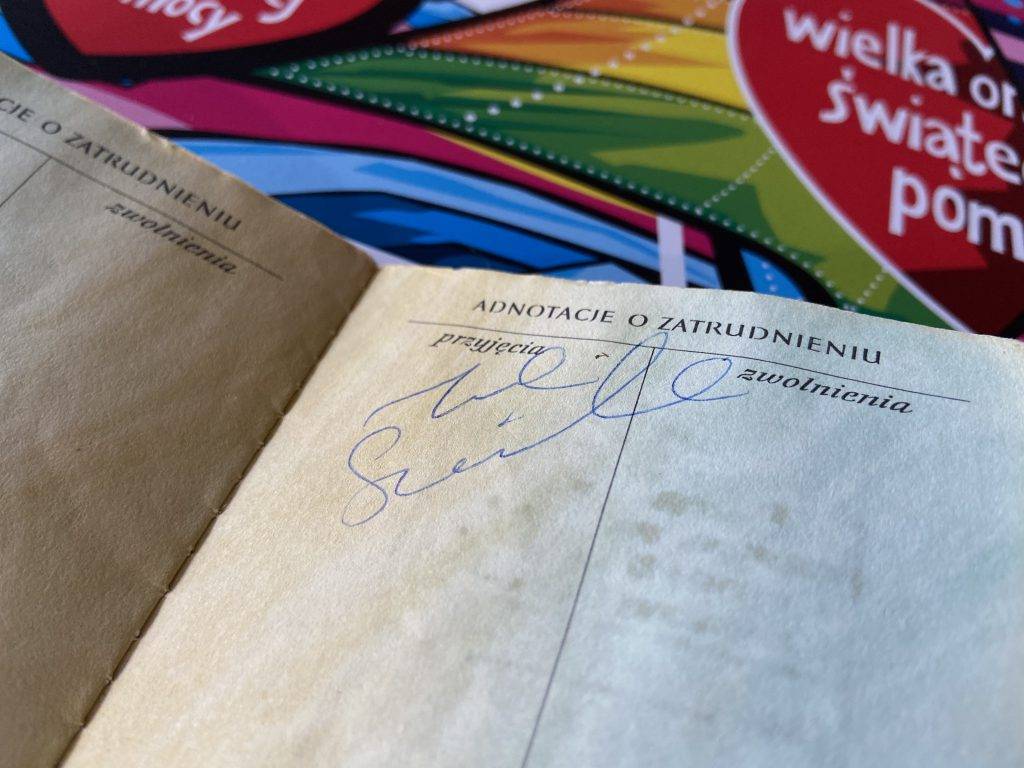 mocy
wielka or
świąte
pom
CJE O ZATRUDNIENIU
zwolnienia
ADNOTACJE O ZATRUDNIENIU
przyjęcia zwolnienia